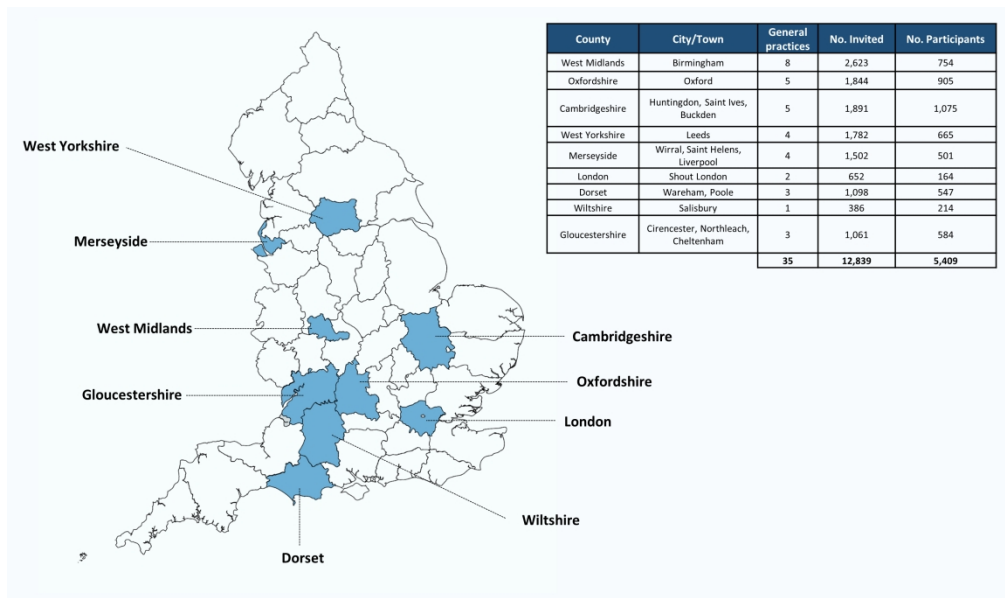 County City/Town General practices No. Invited No. Participants
West Midlands Birmingham 8 2,623 754
Oxfordshire Oxford 5 1,844 905
Cambridgeshire Huntingdon, Saint Ives, Buckden 5 1,891 1,075
West Yorkshire Leeds 4 1,782 665
Merseyside Wirral, Saint Helens, Liverpool 4 1,502 501
London Shout London 2 652 164
Dorset Wareham, Poole 3 1,098 547
Wiltshire Salisbury 1 386 214
Gloucestershire Cirencester, Northleach, Cheltenham 3 1,061 584
35 12,839 5,409
West Yorkshire
Merseyside
West Midlands
Cambridgeshire
Gloucestershire
Oxfordshire
London
Wiltshire
Dorset